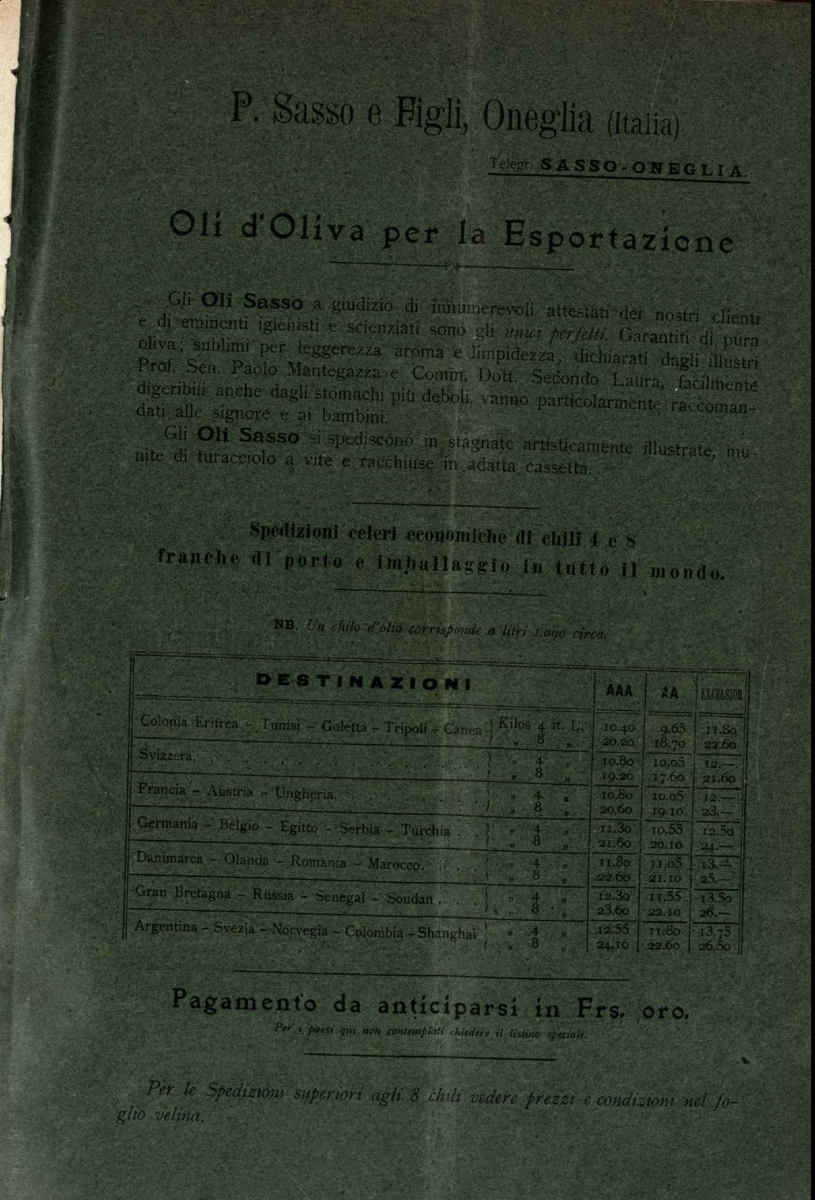 P. Sasso e Figli, Oneglia (Italia)
Telegr. SASSO-ONEGLIA.
Oli d'Oliva per la Esportazione
Gli Oli Sasso a giudizio di innumerevoli attestati dei nostri clienti
e di eminenti igienisti e scienziati sono gli unici perfetti. Garantiti di pura
oliva; sublimi per leggerezza aroma e limpidezza; dichiarati dagli illustri
Prof. Sen. Paolo Mantegazza e Comm. Dott. Secondo Laura, facilmente
digeribili anche dagli stomachi più deboli, vanno particolarmente raccoman-
dati alle signore e ai bambini.
Gli Oli Sasso si spediscono in stagnate artisticamente illustrate, mu-
nite di turacciolo a vite e racchiuse in adatta cassetta.
Spedizioni celeri economiche di chili 4 e 8
franche di porto e imballaggio in tutto il mondo.
NB. Un chilo d'olio corrisponde a litri 1.090 circa.
DESTINAZIONI AAA AA EXCELSIOR
Colonia Eritrea - Tunisi - Goletta - Tripoli - Canea Kilos 4 it. L. 10.40 9.65 11.80
„ 8 „ 20.20 18.70 22.60
Svizzera. „ 4 „ 10.80 10.05 12.—
„ 8 „ 19.20 17.60 21.60
Francia - Austria - Ungheria. „ 4 „ 10.80 10.05 12.—
„ 8 „ 20.60 19.10 23.—
Germania - Belgio - Egitto - Serbia - Turchia . . „ 4 „ 11.30 10.55 12.50
„ 8 „ 21.60 20.10 24.—
Danimarca - Olanda - Romania - Marocco. „ 4 „ 11.80 11.05 13.—
„ 8 „ 22.60 21.10 25.—
Gran Bretagna - Russia - Senegal - Soudan . „ 4 „ 12.30 11.55 13.50
„ 8 „ 23.60 22.10 26.—
Argentina - Svezia - Norvegia - Colombia - Shanghai „ 4 „ 12.55 11.80 13.75
„ 8 „ 24.10 22.60 26.50
Pagamento da anticiparsi in Frs. oro.
Per i paesi qui non contemplati chiedere il listino speciale.
Per le Spedizioni superiori agli 8 chili vedere prezzi e condizioni nel fo-
glio velina.